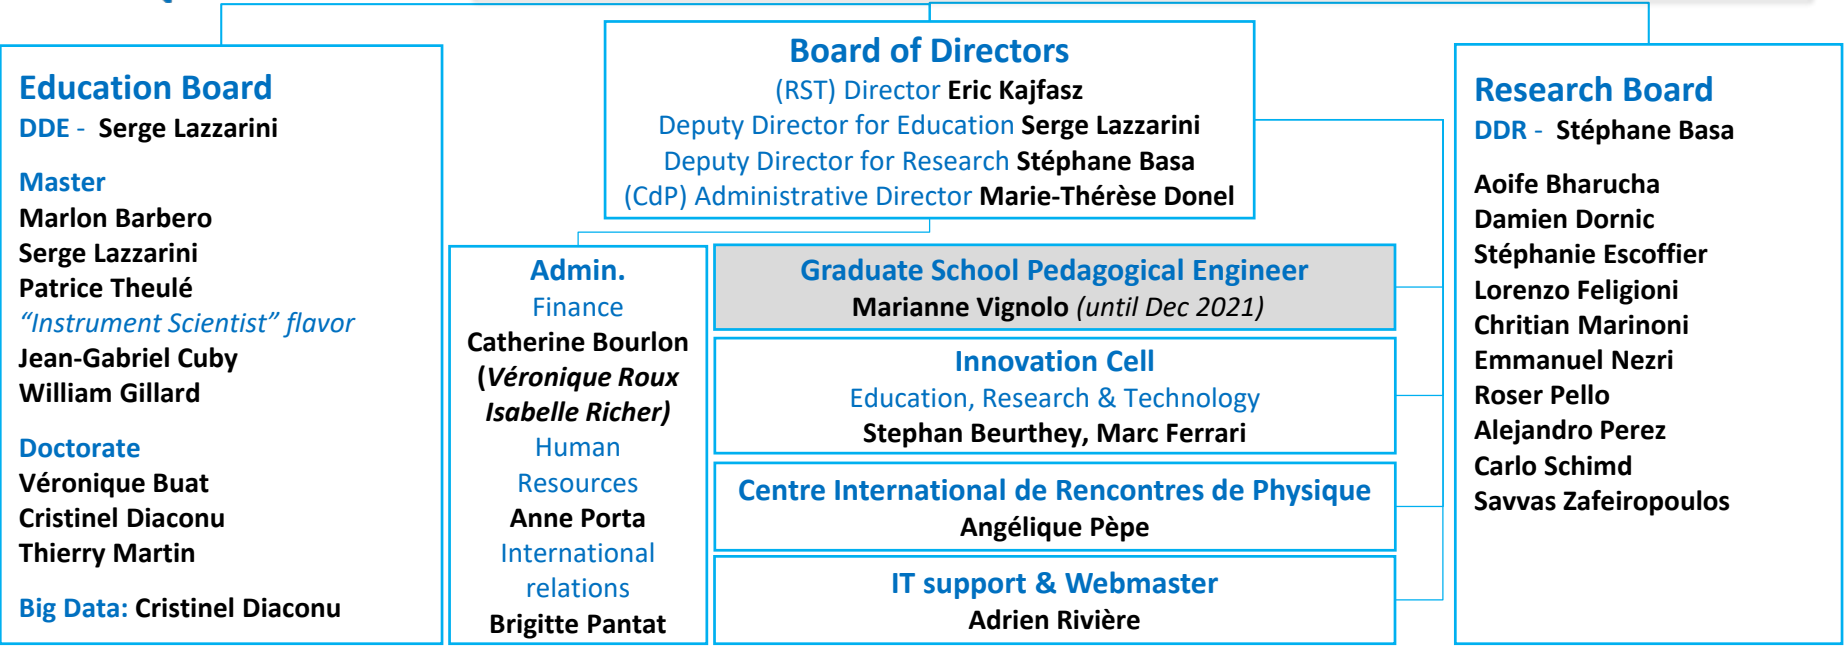 Board of Directors
(RST) Director Eric Kajfasz
Deputy Director for Education Serge Lazzarini
Deputy Director for Research Stéphane Basa
(CdP) Administrative Director Marie-Thérèse Donel
Education Board
DDE - Serge Lazzarini
Master
Marlon Barbero
Serge Lazzarini
Patrice Theulé
“Instrument Scientist” flavor
Jean-Gabriel Cuby
William Gillard
Doctorate
Véronique Buat
Cristinel Diaconu
Thierry Martin
Big Data: Cristinel Diaconu
Admin.
Finance
Catherine Bourlon
(Véronique Roux
Isabelle Richer)
Human
Resources
Anne Porta
International
relations
Brigitte Pantat
Graduate School Pedagogical Engineer
Marianne Vignolo (until Dec 2021)
Innovation Cell
Education, Research & Technology
Stephan Beurthey, Marc Ferrari
Centre International de Rencontres de Physique
Angélique Pèpe
IT support & Webmaster
Adrien Rivière
Research Board
DDR - Stéphane Basa
Aoife Bharucha
Damien Dornic
Stéphanie Escoffier
Lorenzo Feligioni
Chritian Marinoni
Emmanuel Nezri
Roser Pello
Alejandro Perez
Carlo Schimd
Savvas Zafeiropoulos